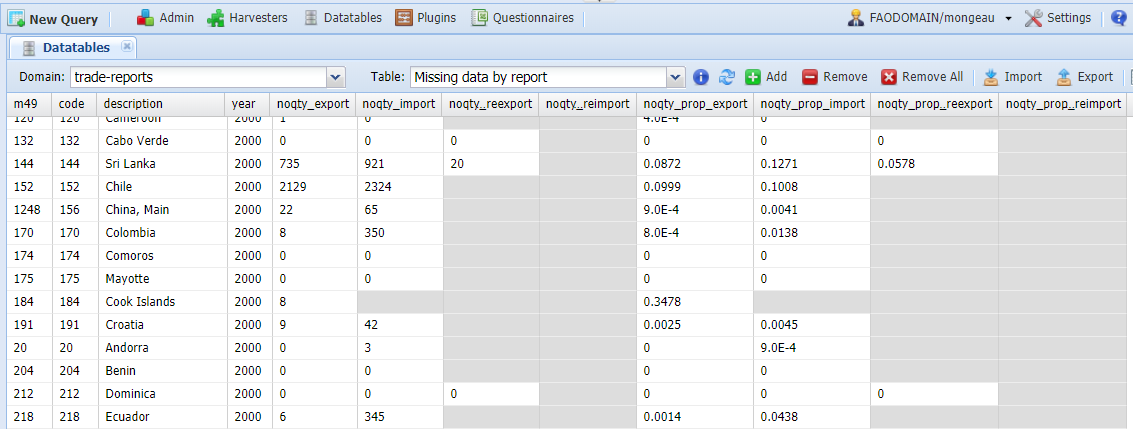 New Query Admin Harvesters Datatables Plugins Questionnaires FAODOMAIN/mongeau Settings
Datatables
Domain: trade-reports Table: Missing data by report Add Remove Remove All Import Export
m49 code description year noqty_export noqty_import noqty_reexport noqty_reimport noqty_prop_export noqty_prop_import noqty_prop_reexport noqty_prop_reimport
120 120 Cameroon 2000 1 0 4.0E-4 0
132 132 Cabo Verde 2000 0 0 0 0 0 0
144 144 Sri Lanka 2000 735 921 20 0.0872 0.1271 0.0578
152 152 Chile 2000 2129 2324 0.0999 0.1008
1248 156 China, Main 2000 22 65 9.0E-4 0.0041
170 170 Colombia 2000 8 350 8.0E-4 0.0138
174 174 Comoros 2000 0 0 0 0
175 175 Mayotte 2000 0 0 0 0
184 184 Cook Islands 2000 8 0.3478
191 191 Croatia 2000 9 42 0.0025 0.0045
20 20 Andorra 2000 0 3 0 9.0E-4
204 204 Benin 2000 0 0 0 0
212 212 Dominica 2000 0 0 0 0 0 0
218 218 Ecuador 2000 6 345 0.0014 0.0438